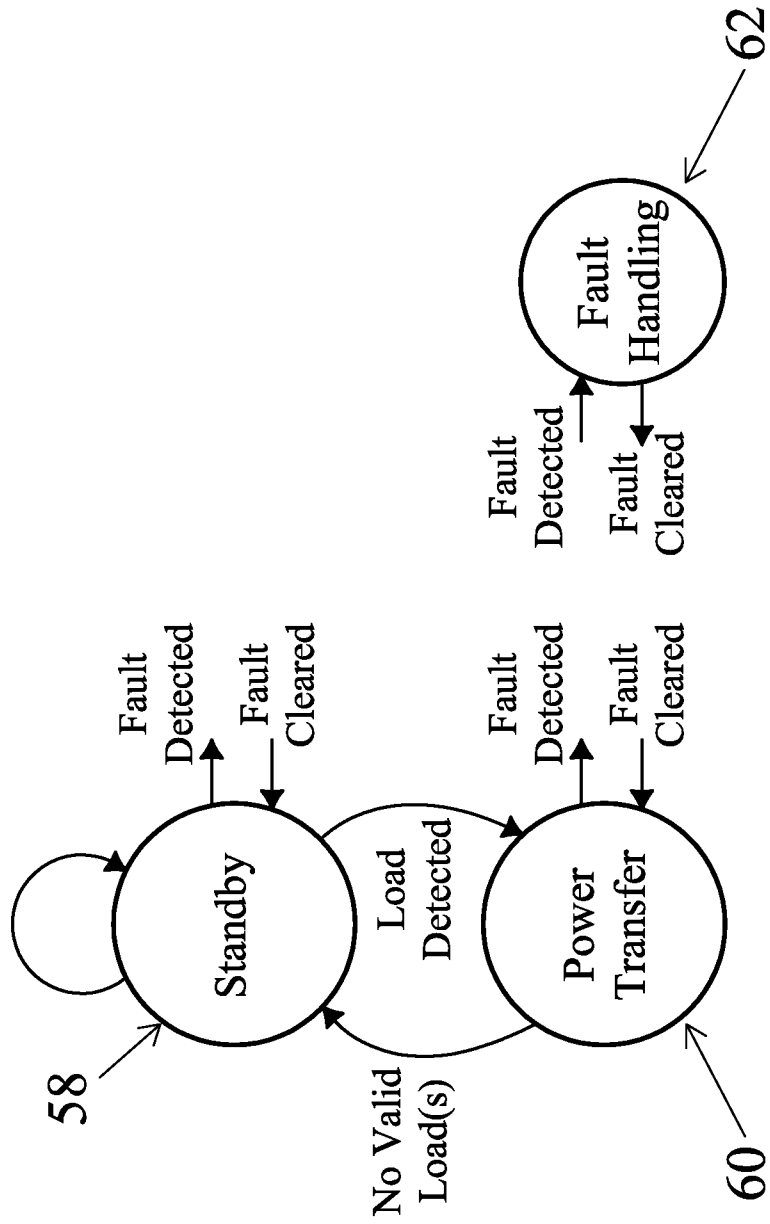 58
Standby
Fault
Detected
Fault
Cleared
No Valid
Load(s)
Load
Detected
60
Power
Transfer
Fault
Detected
Fault
Cleared
Fault
Detected
Fault
Cleared
Fault
Handling
62